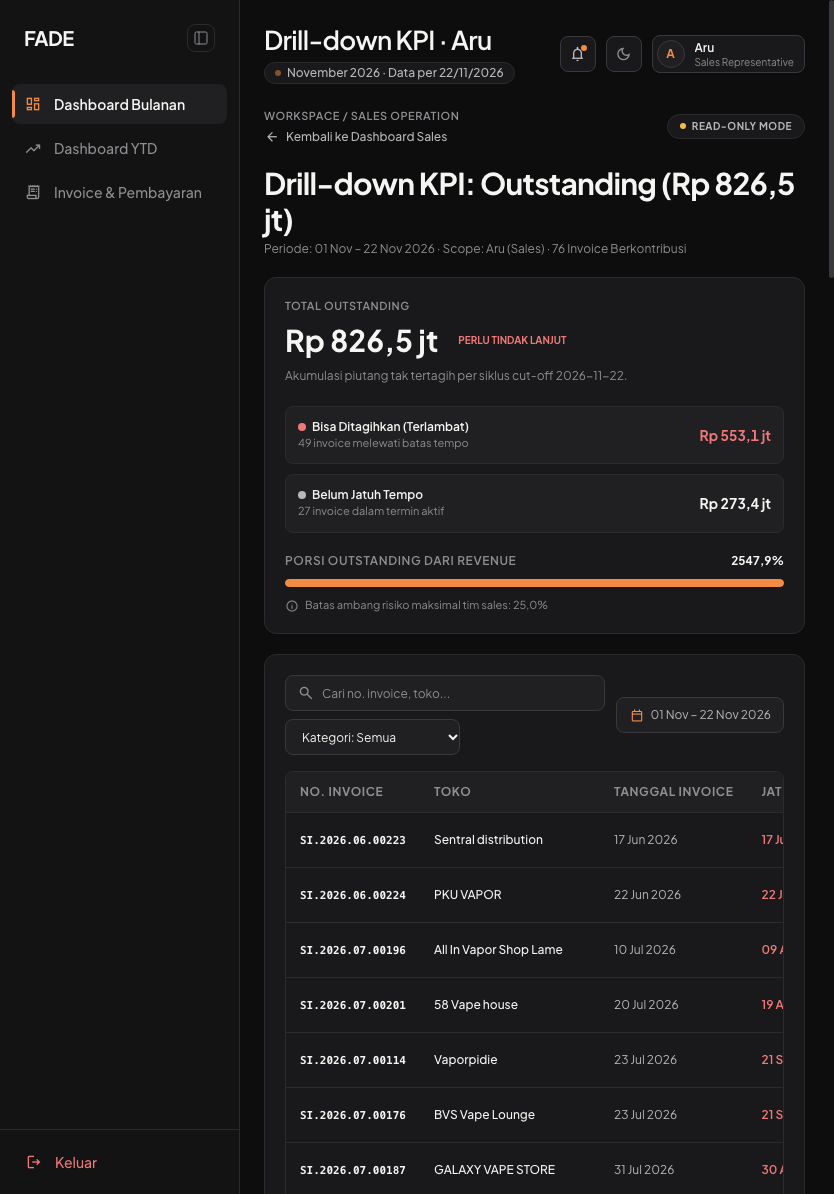 FADE
Dashboard Bulanan
Dashboard YTD
Invoice & Pembayaran
Keluar
Drill-down KPI · Aru
November 2026 · Data per 22/11/2026
A
Aru
Sales Representative
WORKSPACE / SALES OPERATION
Kembali ke Dashboard Sales
READ-ONLY MODE
Drill-down KPI: Outstanding (Rp 826,5
jt)
Periode: 01 Nov – 22 Nov 2026 · Scope: Aru (Sales) · 76 Invoice Berkontribusi
TOTAL OUTSTANDING
Rp 826,5 jt PERLU TINDAK LANJUT
Akumulasi piutang tak tertagih per siklus cut-off 2026-11-22.
Bisa Ditagihkan (Terlambat)
49 invoice melewati batas tempo
Rp 553,1 jt
Belum Jatuh Tempo
27 invoice dalam termin aktif
Rp 273,4 jt
PORSI OUTSTANDING DARI REVENUE 2547,9%
Batas ambang risiko maksimal tim sales: 25,0%
Cari no. invoice, toko...
Kategori: Semua
01 Nov – 22 Nov 2026
NO. INVOICE TOKO TANGGAL INVOICE JAT
SI.2026.06.00223 Sentral distribution 17 Jun 2026 17 Ju
SI.2026.06.00224 PKU VAPOR 22 Jun 2026 22 J
SI.2026.07.00196 All In Vapor Shop Lame 10 Jul 2026 09 A
SI.2026.07.00201 58 Vape house 20 Jul 2026 19 A
SI.2026.07.00114 Vaporpidie 23 Jul 2026 21 S
SI.2026.07.00176 BVS Vape Lounge 23 Jul 2026 21 S
SI.2026.07.00187 GALAXY VAPE STORE 31 Jul 2026 30 A